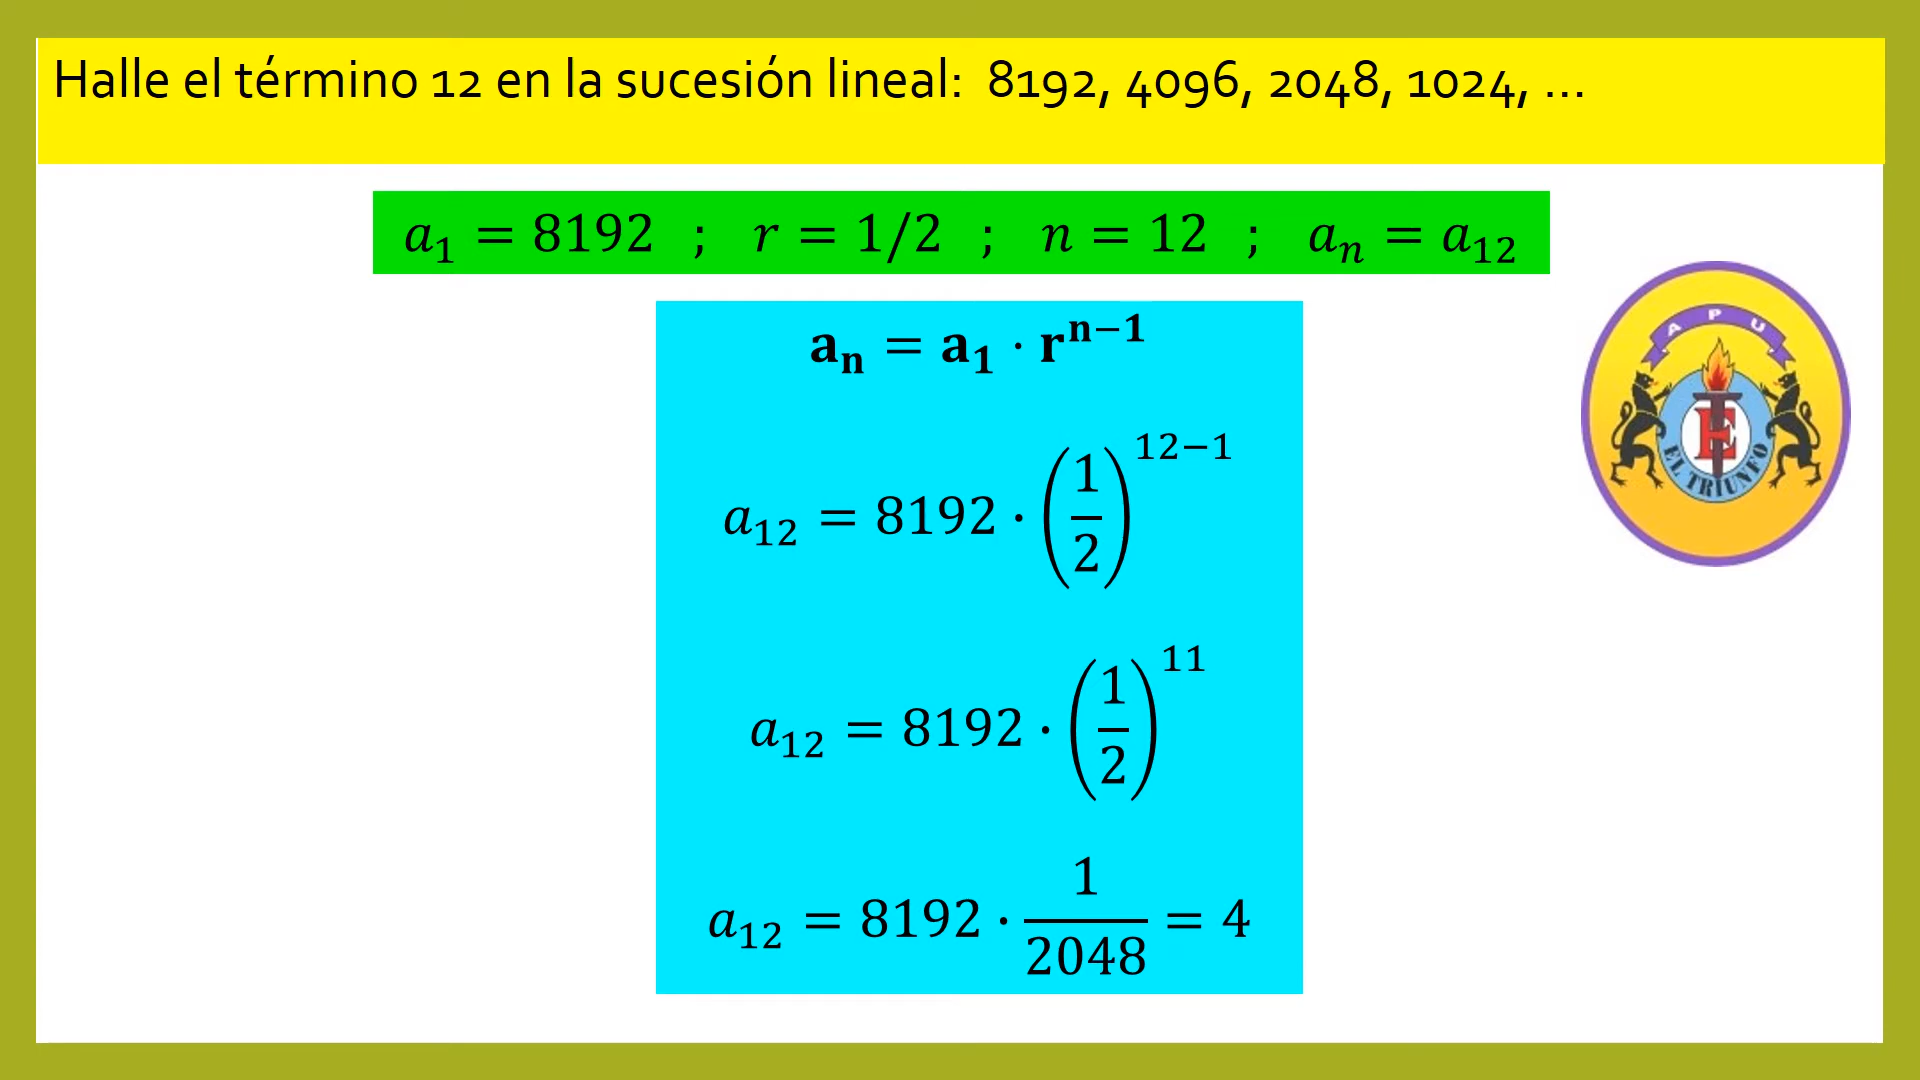 Halle el término 12 en la sucesión lineal: 8192, 4096, 2048, 1024, ...
a₁ = 8192 ; r = 1/2 ; n = 12 ; aₙ = a₁₂
aₙ = a₁ · rⁿ⁻¹
a₁₂ = 8192 · (1/2)¹²⁻¹
a₁₂ = 8192 · (1/2)¹¹
a₁₂ = 8192 · 1/2048 = 4
A P U
E
EL TRIUNFO